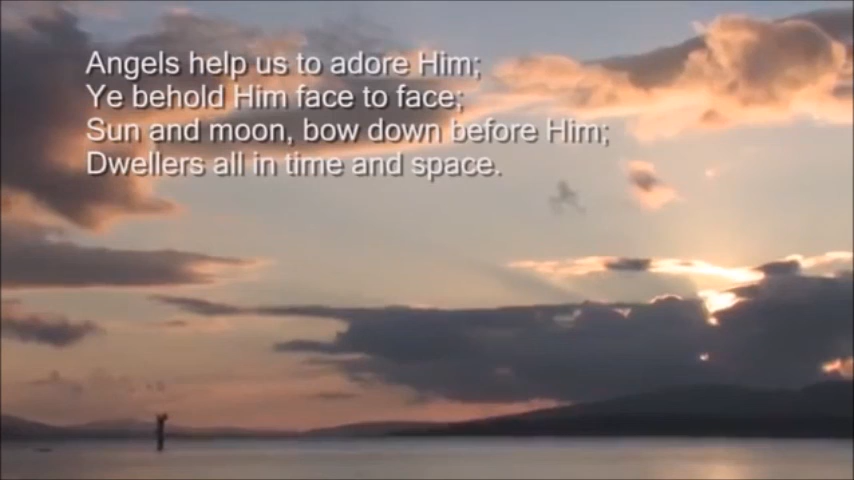 Angels help us to adore Him;
Ye behold Him face to face;
Sun and moon, bow down before Him;
Dwellers all in time and space.